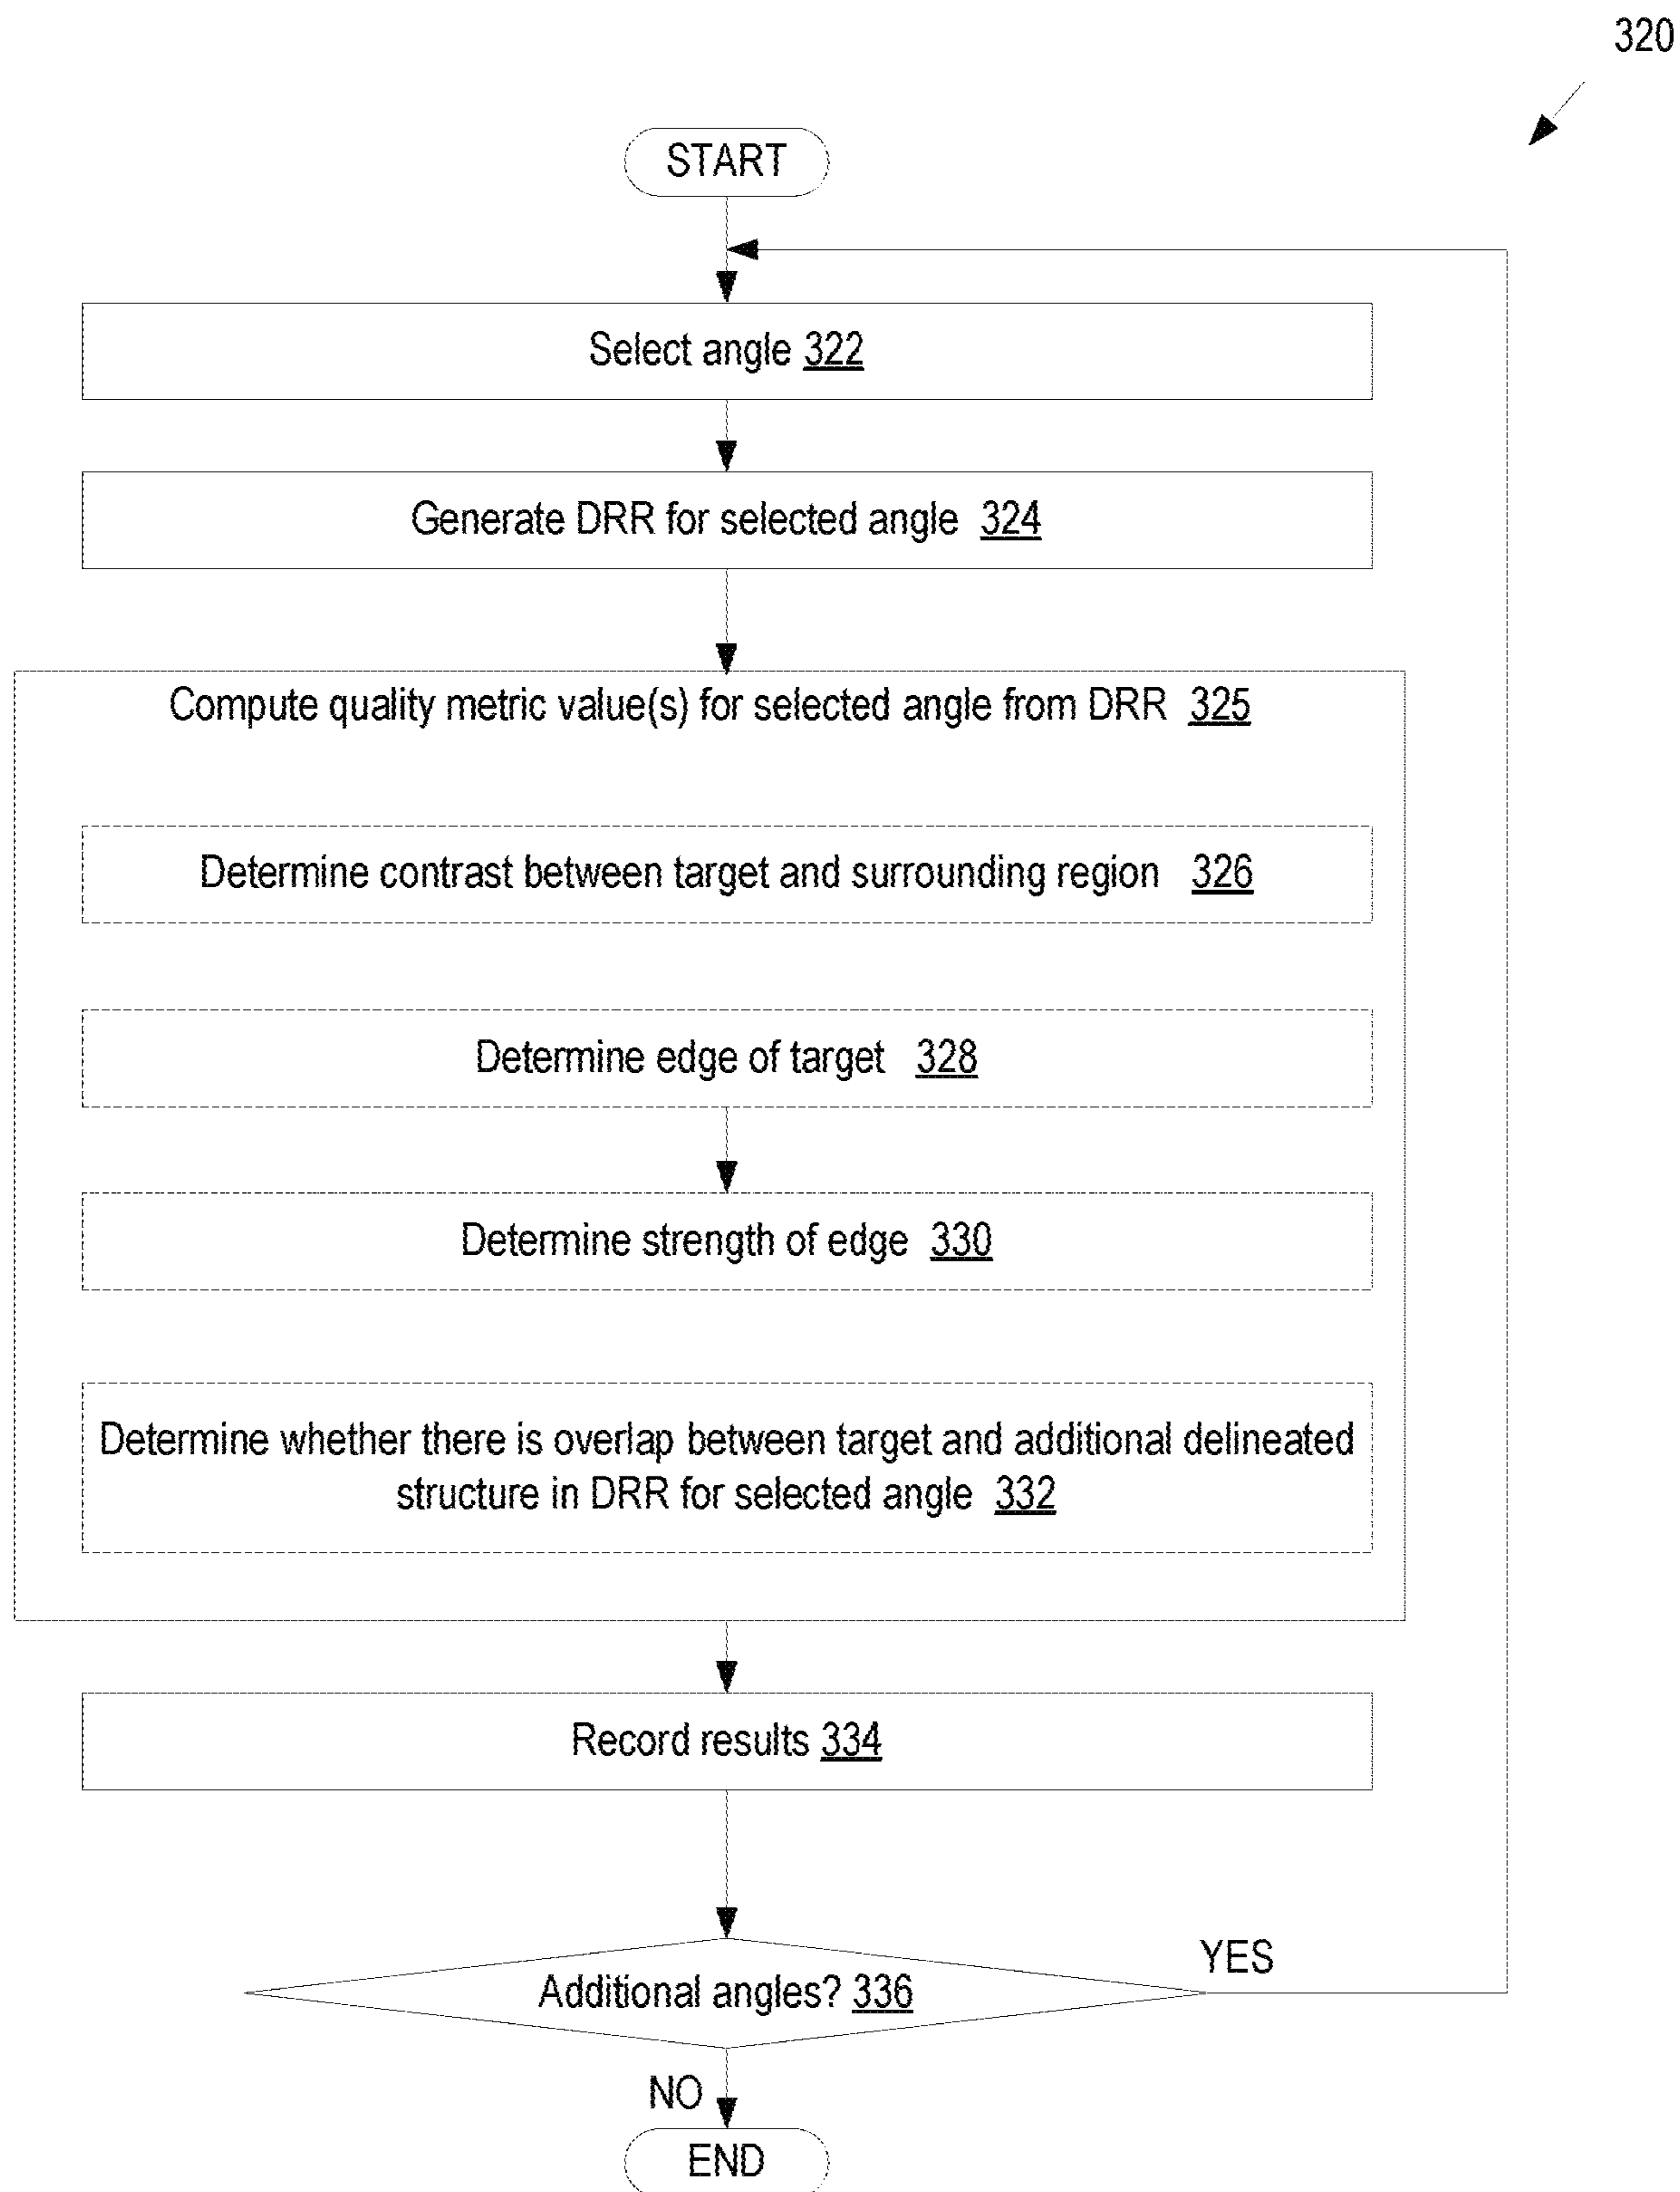 320
START
Select angle 322
Generate DRR for selected angle 324
Compute quality metric value(s) for selected angle from DRR 325
Determine contrast between target and surrounding region 326
Determine edge of target 328
Determine strength of edge 330
Determine whether there is overlap between target and additional delineated
structure in DRR for selected angle 332
Record results 334
Additional angles? 336
YES
NO
END